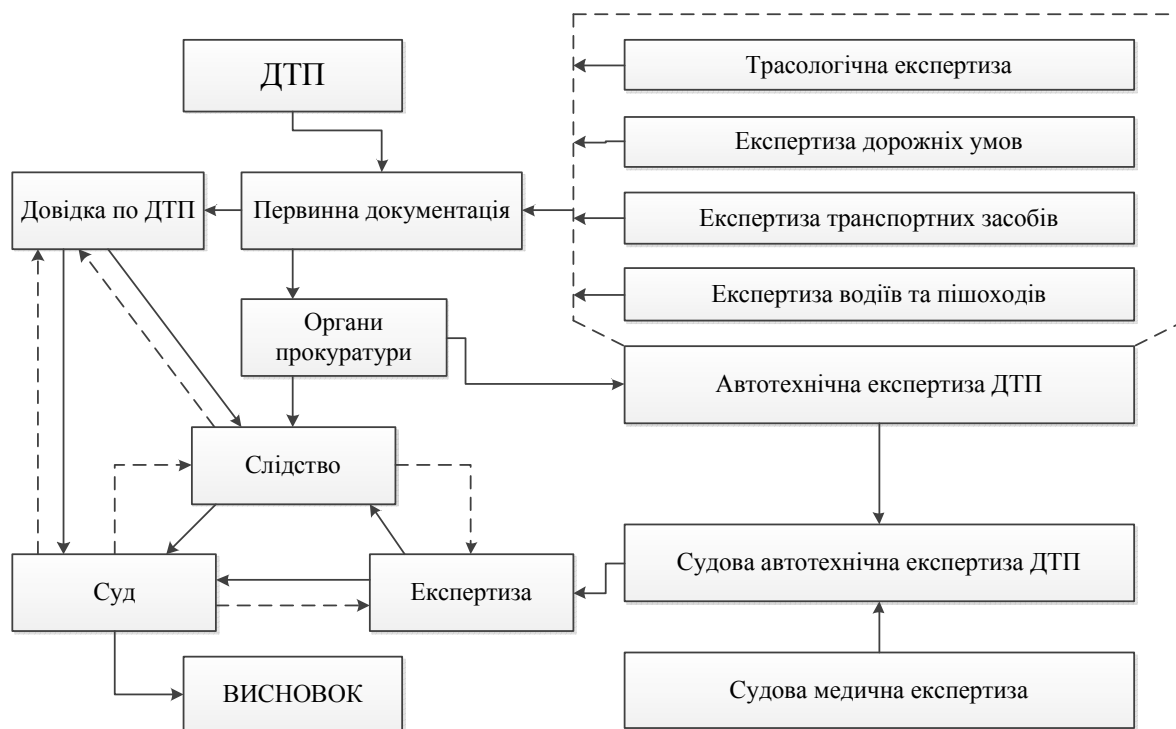 ДТП
Трасологічна експертиза
Експертиза дорожніх умов
Довідка по ДТП
Первинна документація
Експертиза транспортних засобів
Експертиза водіїв та пішоходів
Органи
прокуратури
Автотехнічна експертиза ДТП
Слідство
Суд
Експертиза
Судова автотехнічна експертиза ДТП
ВИСНОВОК
Судова медична експертиза